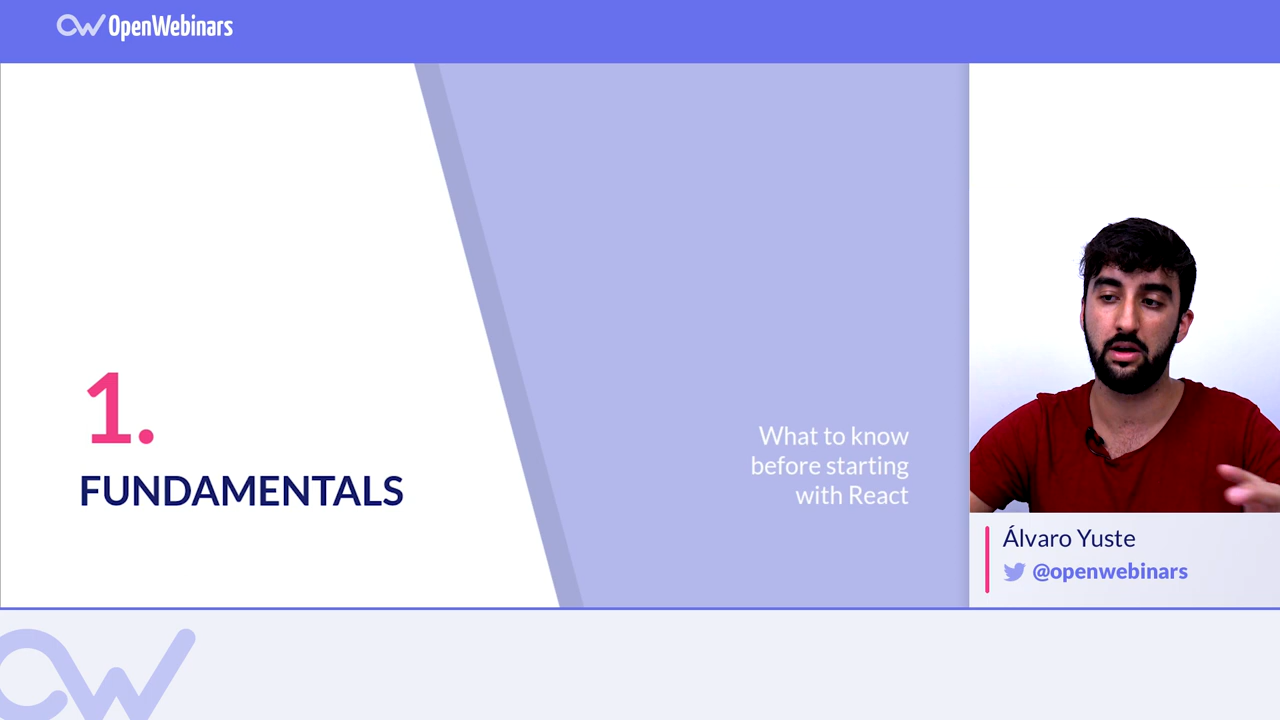 OpenWebinars
1.
FUNDAMENTALS
What to know
before starting
with React
Álvaro Yuste
@openwebinars